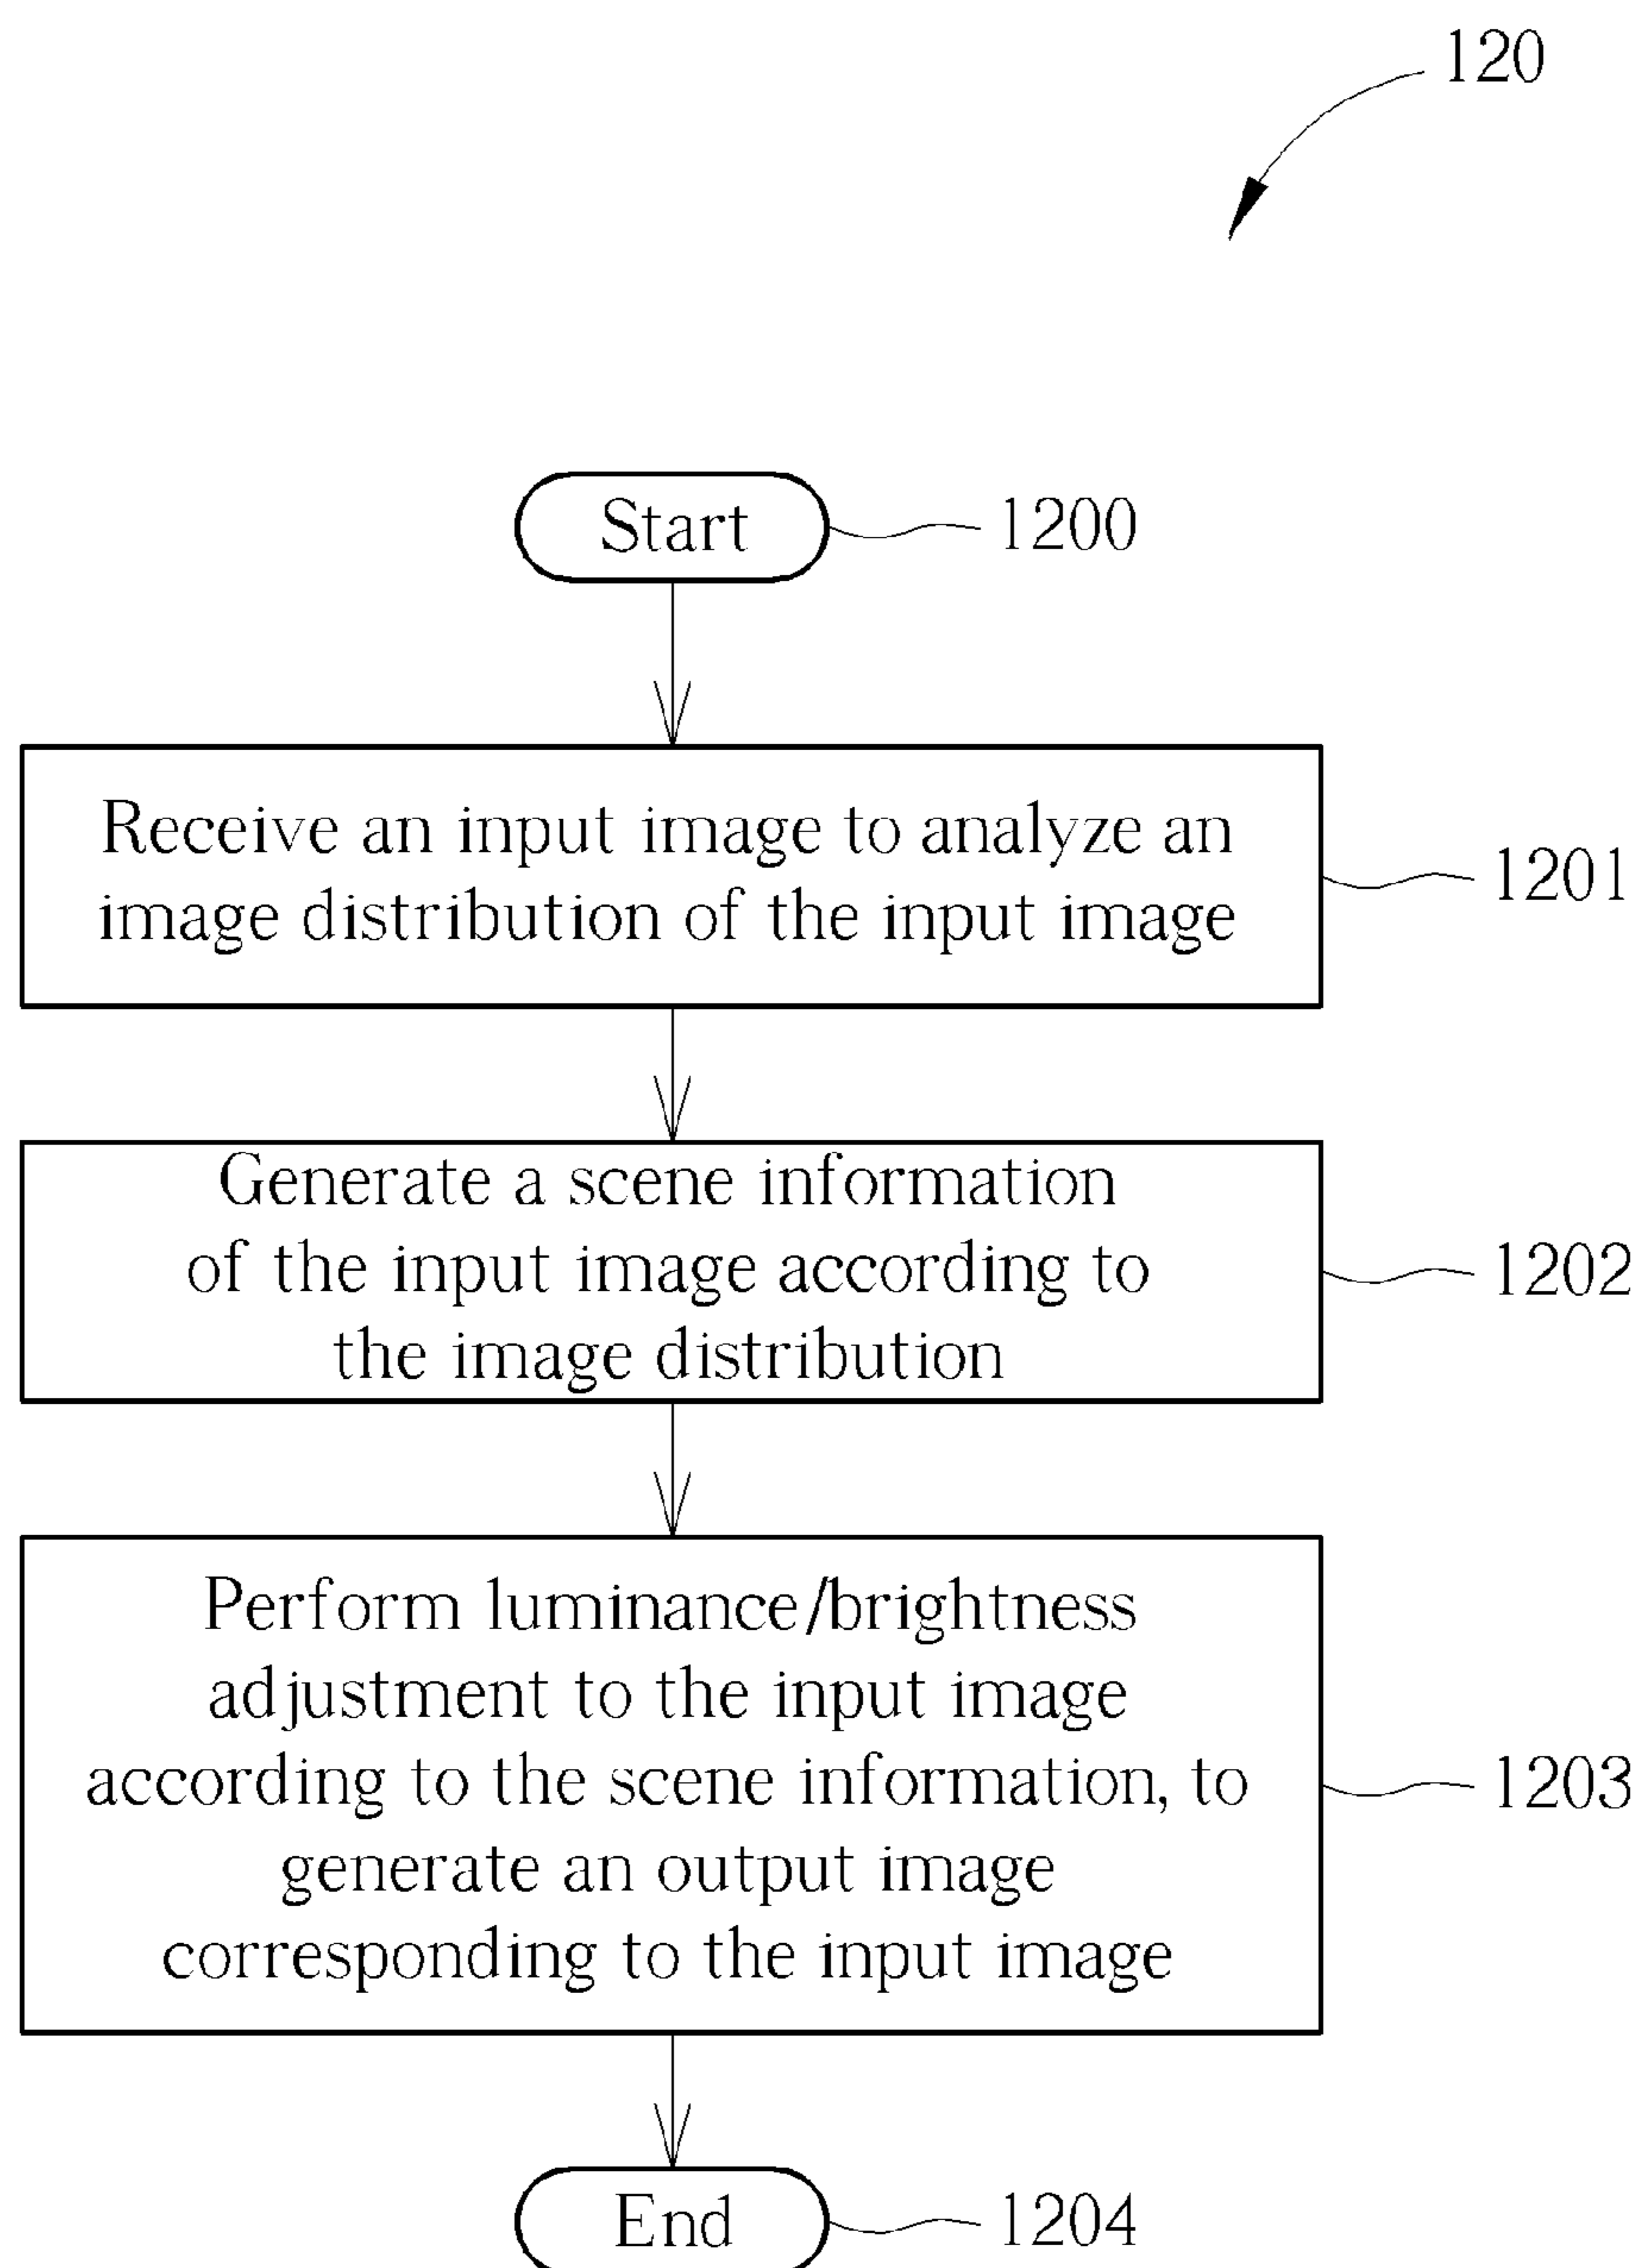 120
Start
1200
Receive an input image to analyze an
image distribution of the input image
1201
Generate a scene information
of the input image according to
the image distribution
1202
Perform luminance/brightness
adjustment to the input image
according to the scene information, to
generate an output image
corresponding to the input image
1203
End
1204